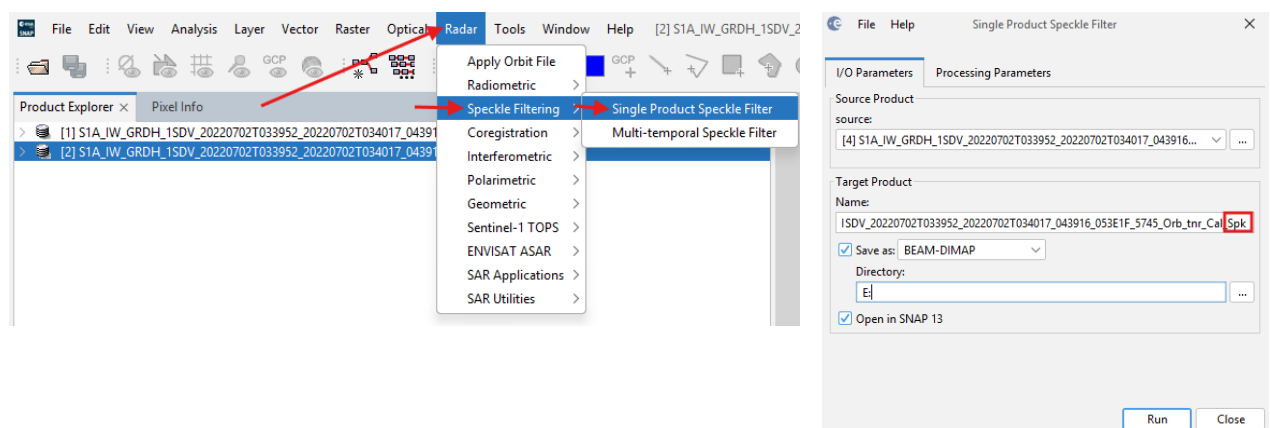 File Edit View Analysis Layer Vector Raster Optical Radar Tools Window Help [2] S1A_IW_GRDH_1SDV_2
GCP
GCP
Product Explorer × Pixel Info
[1] S1A_IW_GRDH_1SDV_20220702T033952_20220702T034017_04391
[2] S1A_IW_GRDH_1SDV_20220702T033952_20220702T034017_04391
Apply Orbit File
Radiometric
Speckle Filtering
Coregistration
Interferometric
Polarimetric
Geometric
Sentinel-1 TOPS
ENVISAT ASAR
SAR Applications
SAR Utilities
Single Product Speckle Filter
Multi-temporal Speckle Filter
File Help Single Product Speckle Filter
I/O Parameters Processing Parameters
Source Product
source:
[4] S1A_IW_GRDH_1SDV_20220702T033952_20220702T034017_043916...
...
Target Product
Name:
ISDV_20220702T033952_20220702T034017_043916_053E1F_5745_Orb_tnr_Cal_Spk
Save as: BEAM-DIMAP
Directory:
E:
...
Open in SNAP 13
Run Close